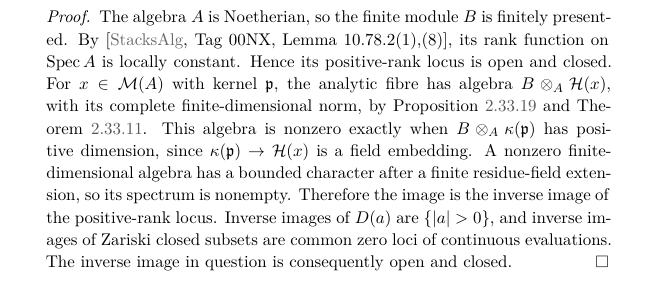 Proof. The algebra A is Noetherian, so the finite module B is finitely present-
ed. By [StacksAlg, Tag 00NX, Lemma 10.78.2(1),(8)], its rank function on
Spec A is locally constant. Hence its positive-rank locus is open and closed.
For x ∈ ℳ(A) with kernel 𝔭, the analytic fibre has algebra B ⊗_A ℋ(x),
with its complete finite-dimensional norm, by Proposition 2.33.19 and The-
orem 2.33.11. This algebra is nonzero exactly when B ⊗_A κ(𝔭) has posi-
tive dimension, since κ(𝔭) → ℋ(x) is a field embedding. A nonzero finite-
dimensional algebra has a bounded character after a finite residue-field exten-
sion, so its spectrum is nonempty. Therefore the image is the inverse image of
the positive-rank locus. Inverse images of D(a) are {|a| > 0}, and inverse im-
ages of Zariski closed subsets are common zero loci of continuous evaluations.
The inverse image in question is consequently open and closed. □